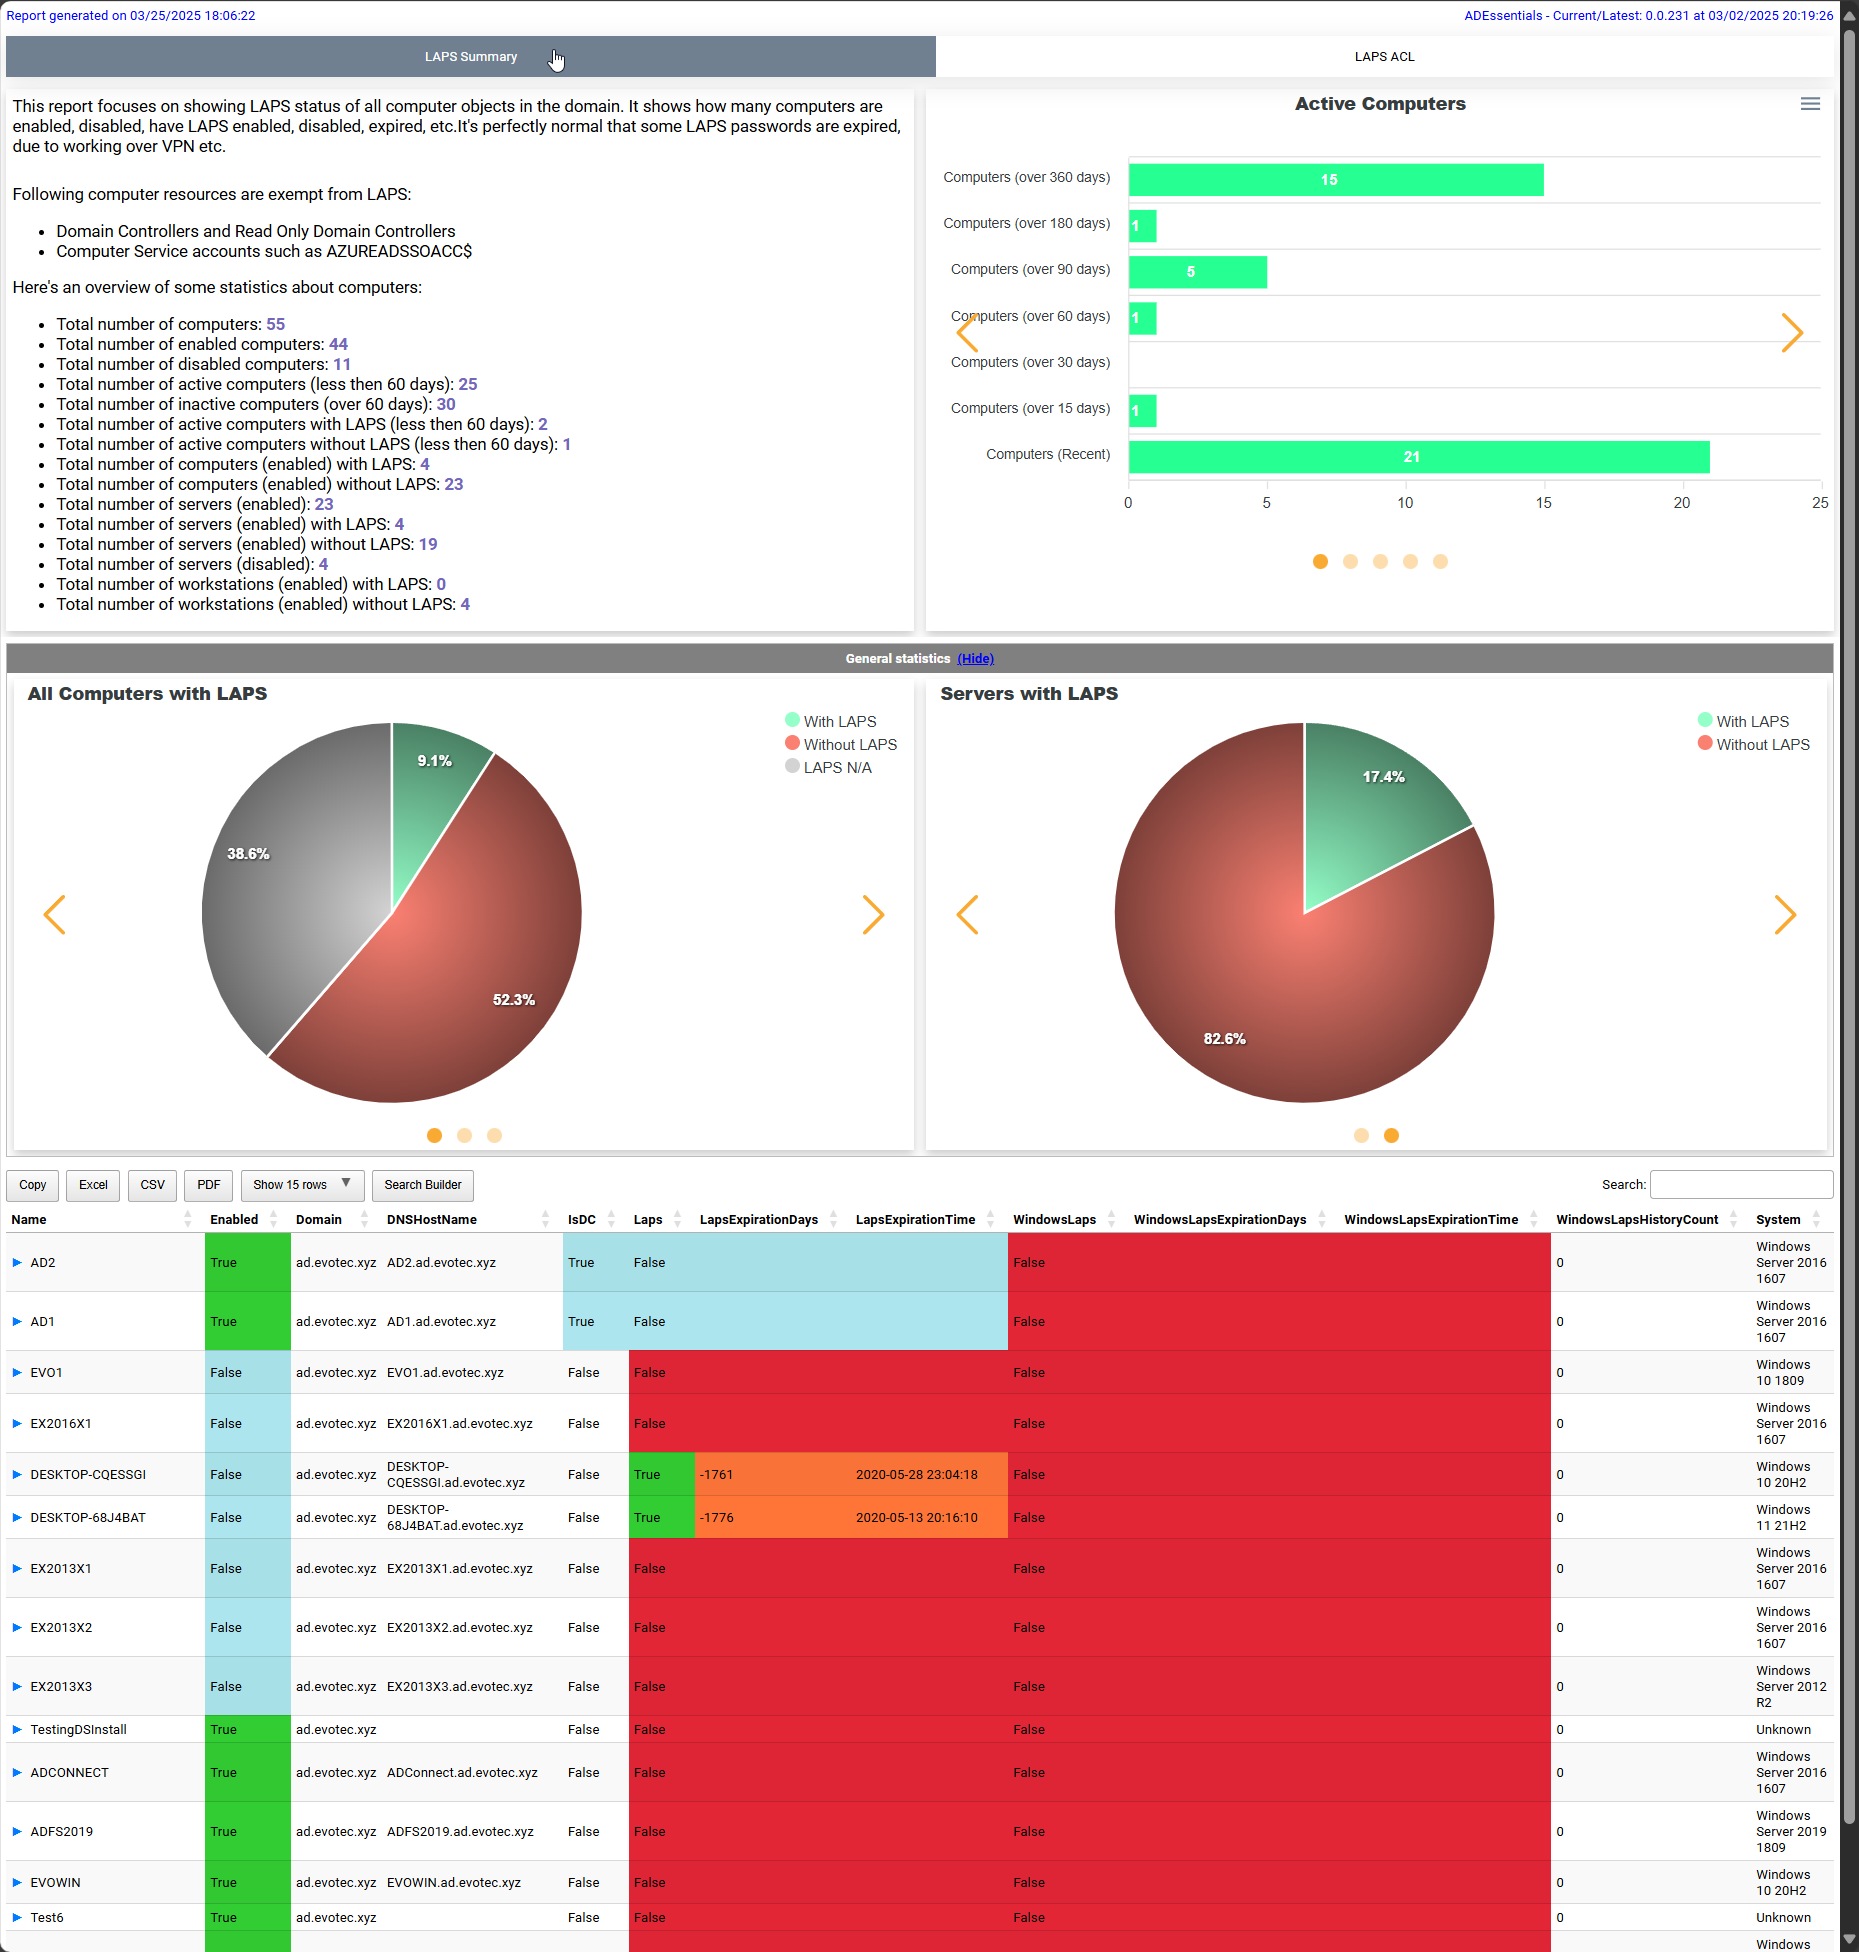 Report generated on 03/25/2025 18:06:22
ADEssentials - Current/Latest: 0.0.231 at 03/02/2025 20:19:26
LAPS Summary
LAPS ACL
This report focuses on showing LAPS status of all computer objects in the domain. It shows how many computers are
enabled, disabled, have LAPS enabled, disabled, expired, etc.It's perfectly normal that some LAPS passwords are expired,
due to working over VPN etc.
Following computer resources are exempt from LAPS:
• Domain Controllers and Read Only Domain Controllers
• Computer Service accounts such as AZUREADSSOACC$
Here's an overview of some statistics about computers:
• Total number of computers: 55
• Total number of enabled computers: 44
• Total number of disabled computers: 11
• Total number of active computers (less then 60 days): 25
• Total number of inactive computers (over 60 days): 30
• Total number of active computers with LAPS (less then 60 days): 2
• Total number of active computers without LAPS (less then 60 days): 1
• Total number of computers (enabled) with LAPS: 4
• Total number of computers (enabled) without LAPS: 23
• Total number of servers (enabled): 23
• Total number of servers (enabled) with LAPS: 4
• Total number of servers (enabled) without LAPS: 19
• Total number of servers (disabled): 4
• Total number of workstations (enabled) with LAPS: 0
• Total number of workstations (enabled) without LAPS: 4
Active Computers
Computers (over 360 days) 15
Computers (over 180 days) 1
Computers (over 90 days) 5
Computers (over 60 days) 1
Computers (over 30 days)
Computers (over 15 days) 1
Computers (Recent) 21
0 5 10 15 20 25
General statistics (Hide)
All Computers with LAPS
With LAPS
Without LAPS
LAPS N/A
9.1%
38.6%
52.3%
Servers with LAPS
With LAPS
Without LAPS
17.4%
82.6%
Copy Excel CSV PDF Show 15 rows Search Builder Search:
Name Enabled Domain DNSHostName IsDC Laps LapsExpirationDays LapsExpirationTime WindowsLaps WindowsLapsExpirationDays WindowsLapsExpirationTime WindowsLapsHistoryCount System
AD2 True ad.evotec.xyz AD2.ad.evotec.xyz True False False 0 Windows
Server 2016
1607
AD1 True ad.evotec.xyz AD1.ad.evotec.xyz True False False 0 Windows
Server 2016
1607
EVO1 False ad.evotec.xyz EVO1.ad.evotec.xyz False False False 0 Windows
10 1809
EX2016X1 False ad.evotec.xyz EX2016X1.ad.evotec.xyz False False False 0 Windows
Server 2016
1607
DESKTOP-CQESSGI False ad.evotec.xyz DESKTOP-
CQESSGI.ad.evotec.xyz False True -1761 2020-05-28 23:04:18 False 0 Windows
10 20H2
DESKTOP-68J4BAT False ad.evotec.xyz DESKTOP-
68J4BAT.ad.evotec.xyz False True -1776 2020-05-13 20:16:10 False 0 Windows
11 21H2
EX2013X1 False ad.evotec.xyz EX2013X1.ad.evotec.xyz False False False 0 Windows
Server 2016
1607
EX2013X2 False ad.evotec.xyz EX2013X2.ad.evotec.xyz False False False 0 Windows
Server 2016
1607
EX2013X3 False ad.evotec.xyz EX2013X3.ad.evotec.xyz False False False 0 Windows
Server 2012
R2
TestingDSInstall True ad.evotec.xyz False False False 0 Unknown
ADCONNECT True ad.evotec.xyz ADConnect.ad.evotec.xyz False False False 0 Windows
Server 2016
1607
ADFS2019 True ad.evotec.xyz ADFS2019.ad.evotec.xyz False False False 0 Windows
Server 2019
1809
EVOWIN True ad.evotec.xyz EVOWIN.ad.evotec.xyz False False False 0 Windows
10 20H2
Test6 True ad.evotec.xyz False False False 0 Unknown
Windows